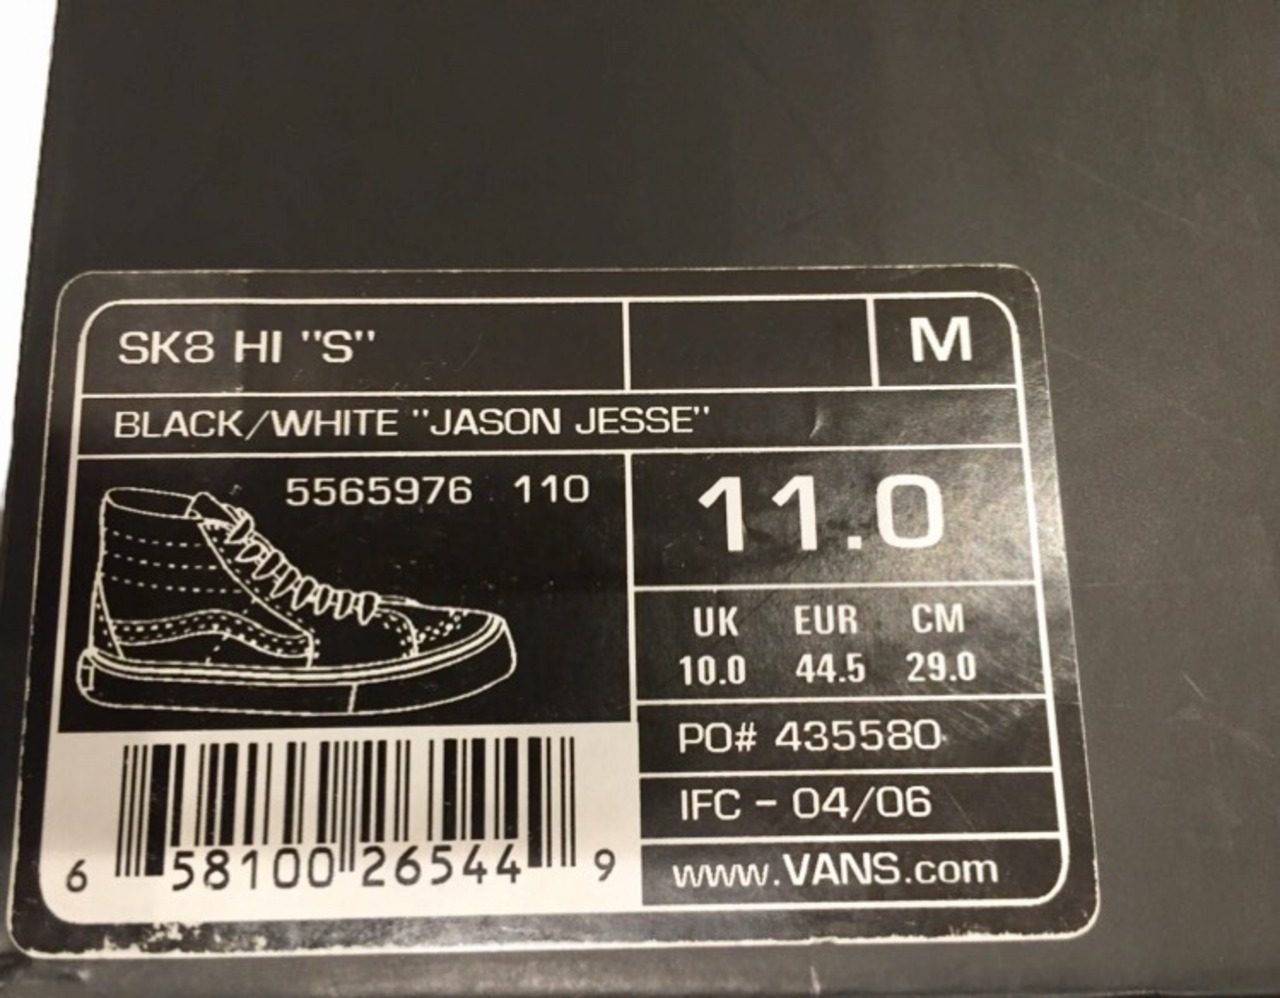 SK8 HI "S"
M
BLACK/WHITE "JASON JESSE"
5565976 110
11.0
UK EUR CM
10.0 44.5 29.0
PO# 435580
IFC - 04/06
www.VANS.com
6 58100 26544 9